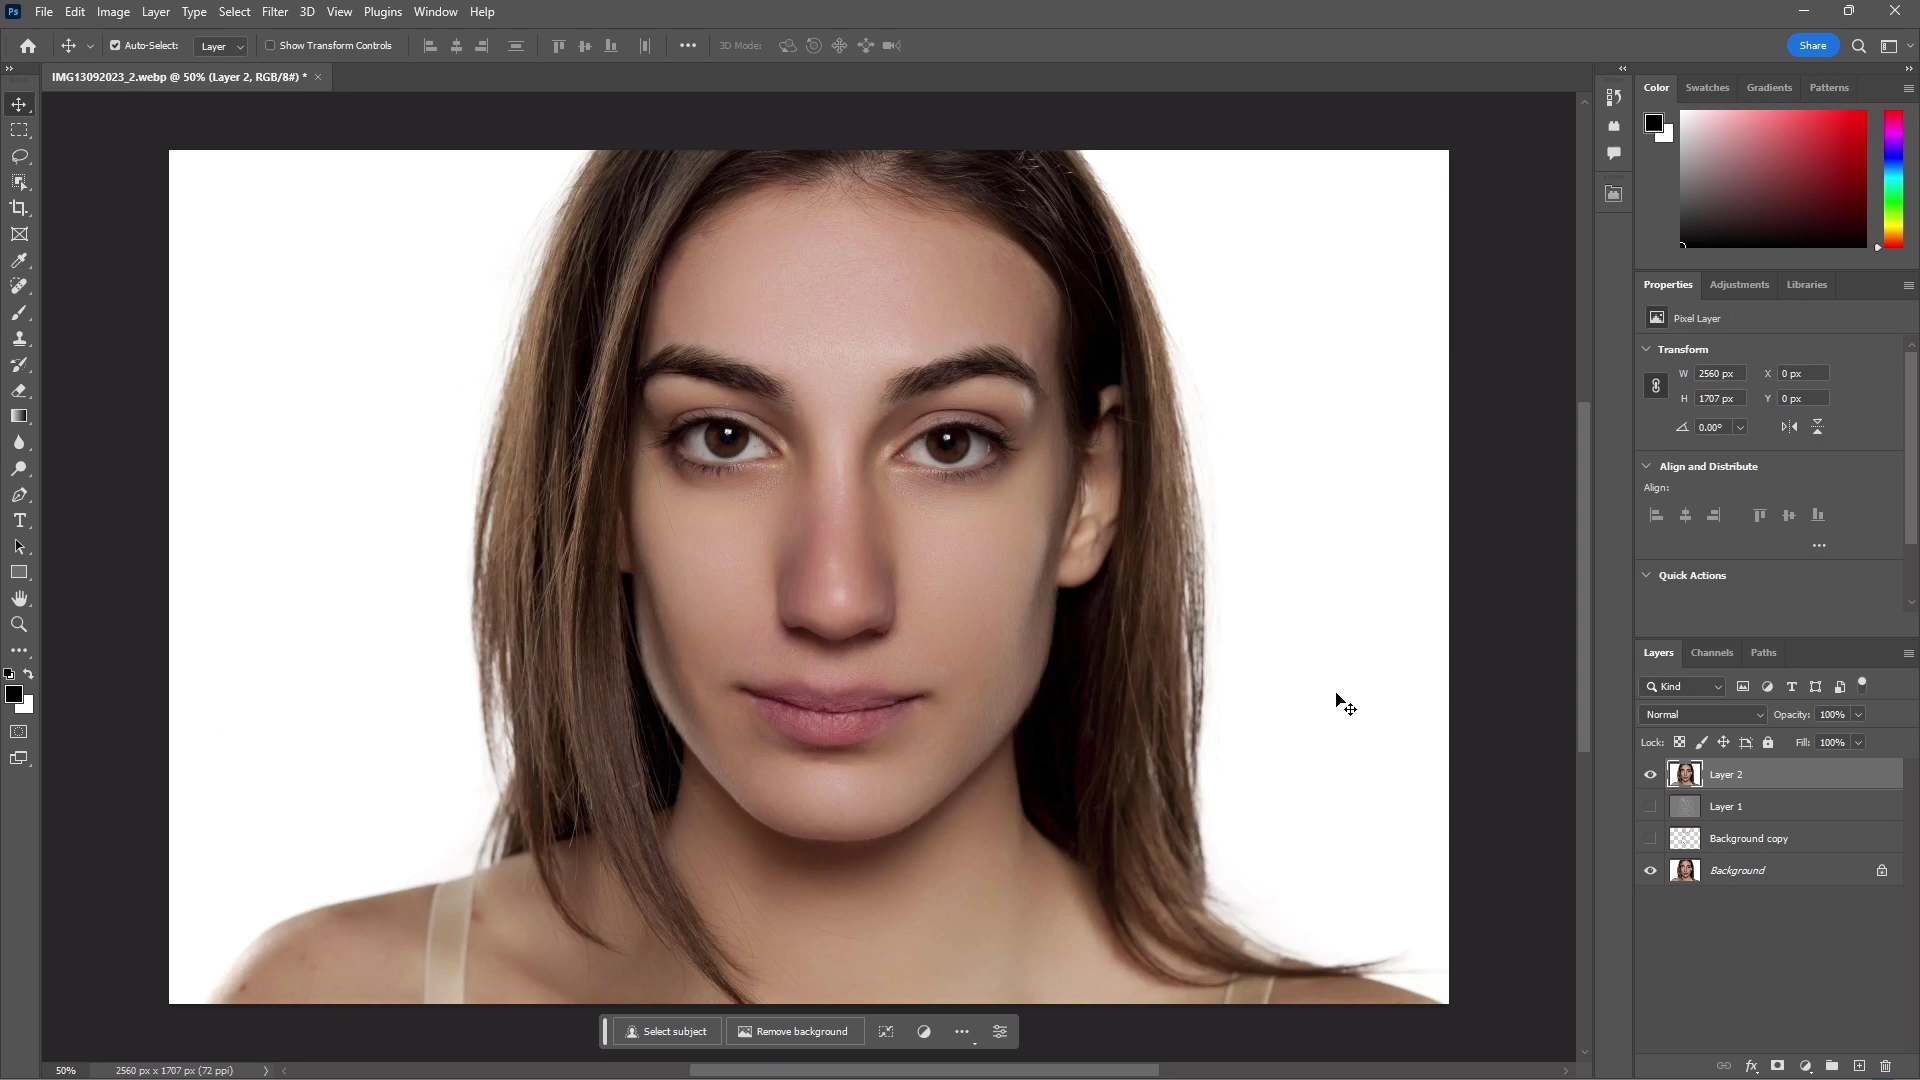 Ps File Edit Image Layer Type Select Filter 3D View Plugins Window Help
Auto-Select: Layer Show Transform Controls 3D Mode: Share
IMG13092023_2.webp @ 50% (Layer 2, RGB/8#) *
Color Swatches Gradients Patterns
Properties Adjustments Libraries
Pixel Layer
Transform
W 2560 px X 0 px
H 1707 px Y 0 px
0.00°
Align and Distribute
Align:
Quick Actions
Layers Channels Paths
Kind
Normal Opacity: 100%
Lock: Fill: 100%
Layer 2
Layer 1
Background copy
Background
Select subject Remove background
50% 2560 px x 1707 px (72 ppi)